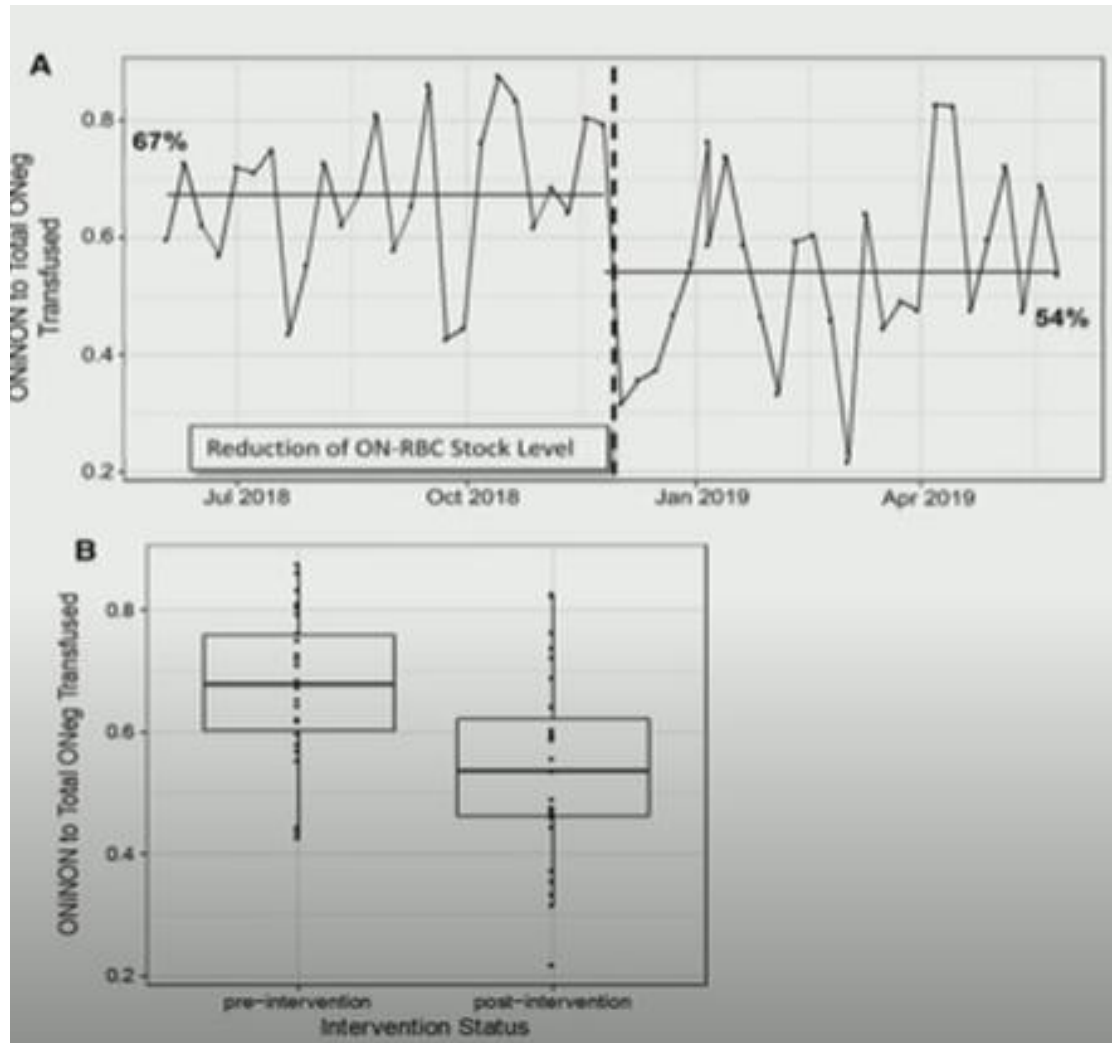 A
ONiNON to Total ONeg
Transfused
0.8
0.6
0.4
0.2
67%
54%
Reduction of ON-RBC Stock Level
Jul 2018
Oct 2018
Jan 2019
Apr 2019
B
ONiNON to Total ONeg Transfused
0.8
0.6
0.4
0.2
pre-intervention
post-intervention
Intervention Status